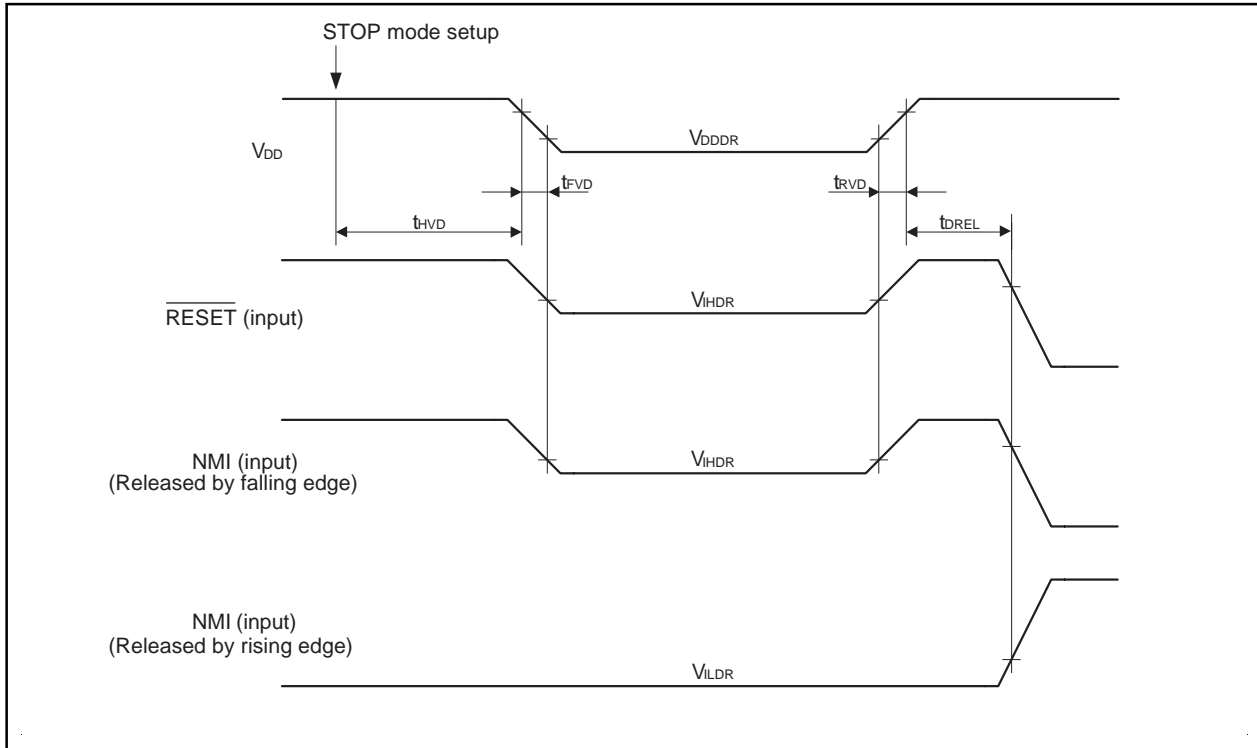 STOP mode setup
VDD
VDDDR
tFVD
tRVD
tHVD
tDREL
RESET (input)
VIHDR
NMI (input)
(Released by falling edge)
VIHDR
NMI (input)
(Released by rising edge)
VILDR